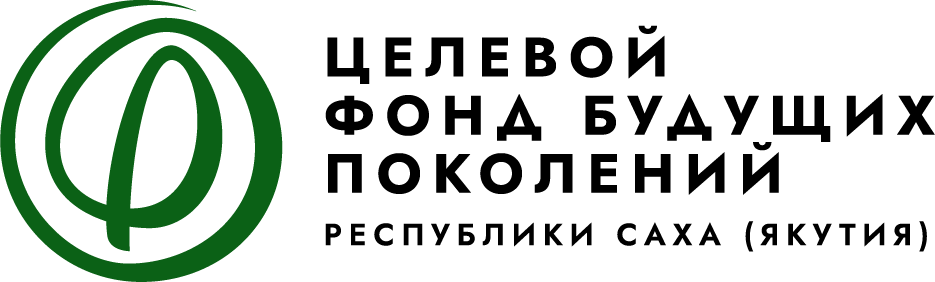 ЦЕЛЕВОЙ
ФОНД БУДУЩИХ
ПОКОЛЕНИЙ
РЕСПУБЛИКИ САХА (ЯКУТИЯ)